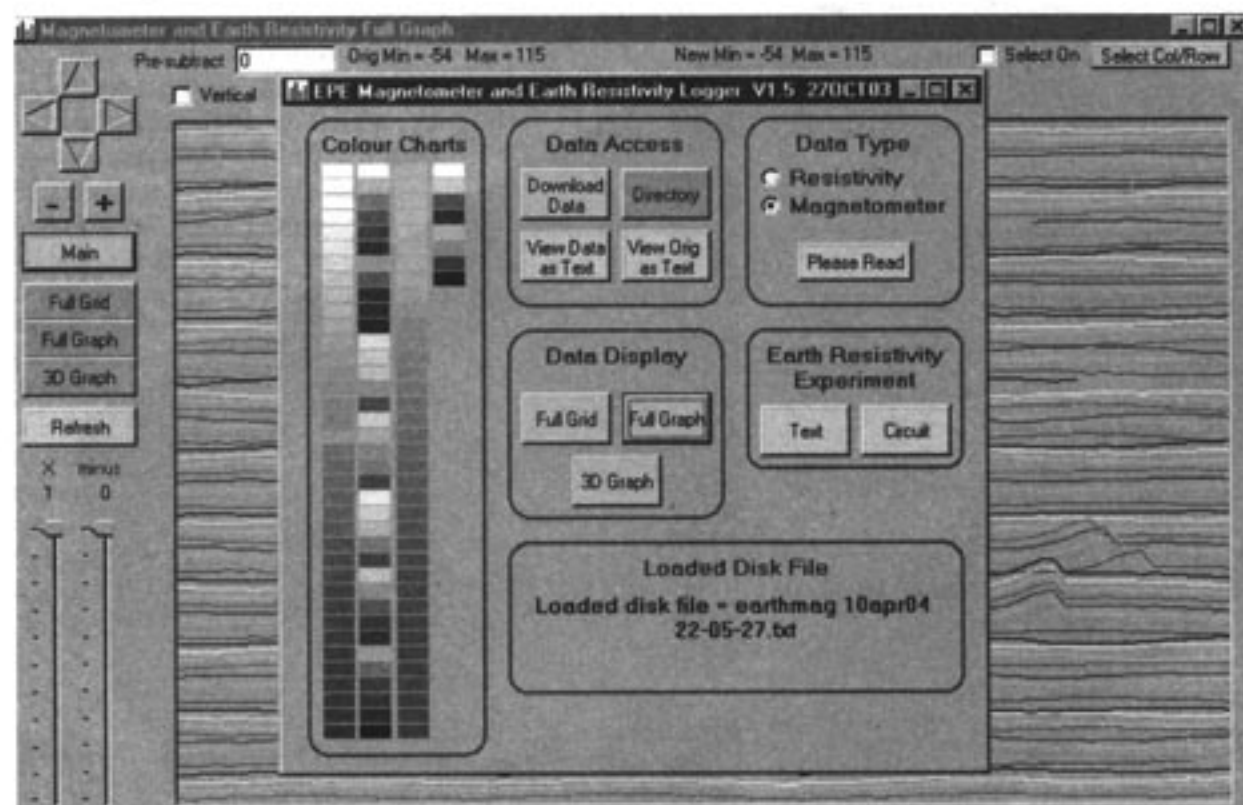 Magnetometer and Earth Resistivity Full Graph
Pre-subtract 0 Orig Min = -54 Max = 115 New Min = -54 Max = 115 Select On Select Col/Row
Vertical
- +
Main
Full Grid
Full Graph
3D Graph
Refresh
X minus
1 0
EPE Magnetometer and Earth Resistivity Logger V1.5 27OCT03
Colour Charts
Data Access
Download
Data
Directory
View Data
as Text
View Orig
as Text
Data Type
Resistivity
Magnetometer
Please Read
Data Display
Full Grid
Full Graph
3D Graph
Earth Resistivity
Experiment
Text
Circuit
Loaded Disk File
Loaded disk file = earthmag 10apr04
22-05-27.txt